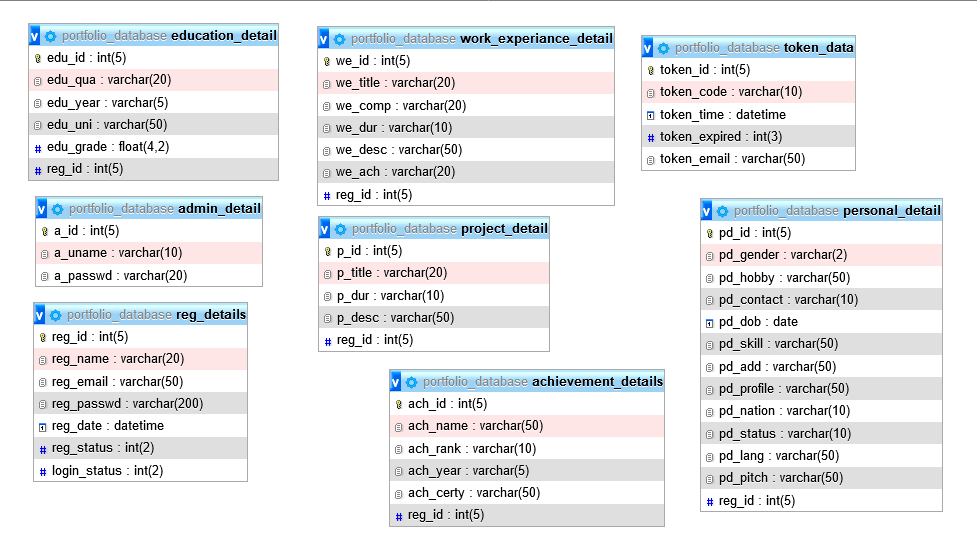 portfolio_database education_detail
edu_id : int(5)
edu_qua : varchar(20)
edu_year : varchar(5)
edu_uni : varchar(50)
edu_grade : float(4,2)
reg_id : int(5)
portfolio_database work_experiance_detail
we_id : int(5)
we_title : varchar(20)
we_comp : varchar(20)
we_dur : varchar(10)
we_desc : varchar(50)
we_ach : varchar(20)
reg_id : int(5)
portfolio_database token_data
token_id : int(5)
token_code : varchar(10)
token_time : datetime
token_expired : int(3)
token_email : varchar(50)
portfolio_database admin_detail
a_id : int(5)
a_uname : varchar(10)
a_passwd : varchar(20)
portfolio_database project_detail
p_id : int(5)
p_title : varchar(20)
p_dur : varchar(10)
p_desc : varchar(50)
reg_id : int(5)
portfolio_database personal_detail
pd_id : int(5)
pd_gender : varchar(2)
pd_hobby : varchar(50)
pd_contact : varchar(10)
pd_dob : date
pd_skill : varchar(50)
pd_add : varchar(50)
pd_profile : varchar(50)
pd_nation : varchar(10)
pd_status : varchar(10)
pd_lang : varchar(50)
pd_pitch : varchar(50)
reg_id : int(5)
portfolio_database reg_details
reg_id : int(5)
reg_name : varchar(20)
reg_email : varchar(50)
reg_passwd : varchar(200)
reg_date : datetime
reg_status : int(2)
login_status : int(2)
portfolio_database achievement_details
ach_id : int(5)
ach_name : varchar(50)
ach_rank : varchar(10)
ach_year : varchar(5)
ach_certy : varchar(50)
reg_id : int(5)